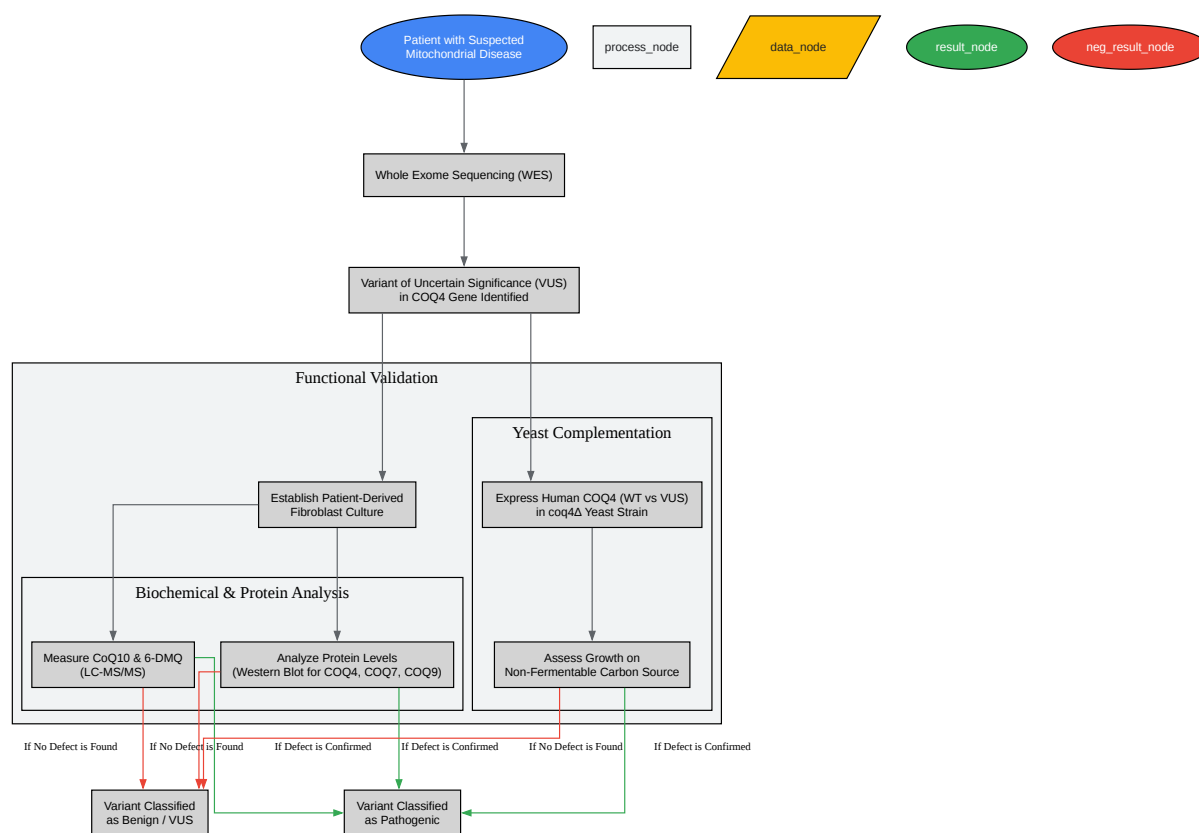 Patient with Suspected
Mitochondrial Disease
process_node
data_node
result_node
neg_result_node
Whole Exome Sequencing (WES)
Variant of Uncertain Significance (VUS)
in COQ4 Gene Identified
Functional Validation
Yeast Complementation
Establish Patient-Derived
Fibroblast Culture
Express Human COQ4 (WT vs VUS)
in coq4Δ Yeast Strain
Biochemical & Protein Analysis
Measure CoQ10 & 6-DMQ
(LC-MS/MS)
Analyze Protein Levels
(Western Blot for COQ4, COQ7, COQ9)
Assess Growth on
Non-Fermentable Carbon Source
If No Defect is Found
If No Defect is Found
If Defect is Confirmed
If Defect is Confirmed
If No Defect is Found
If Defect is Confirmed
Variant Classified
as Benign / VUS
Variant Classified
as Pathogenic